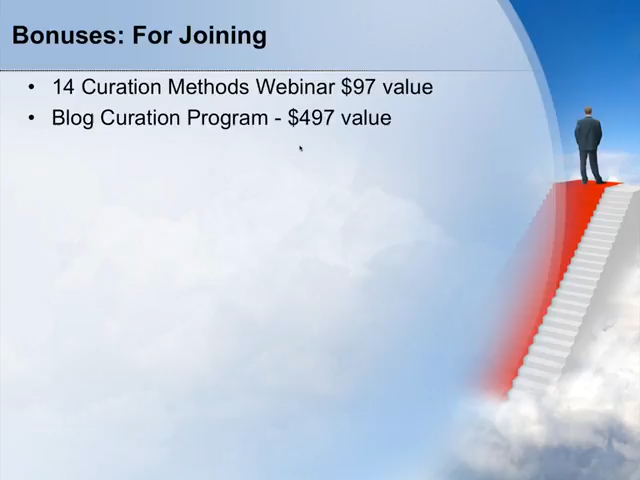 Bonuses: For Joining
• 14 Curation Methods Webinar $97 value
• Blog Curation Program - $497 value